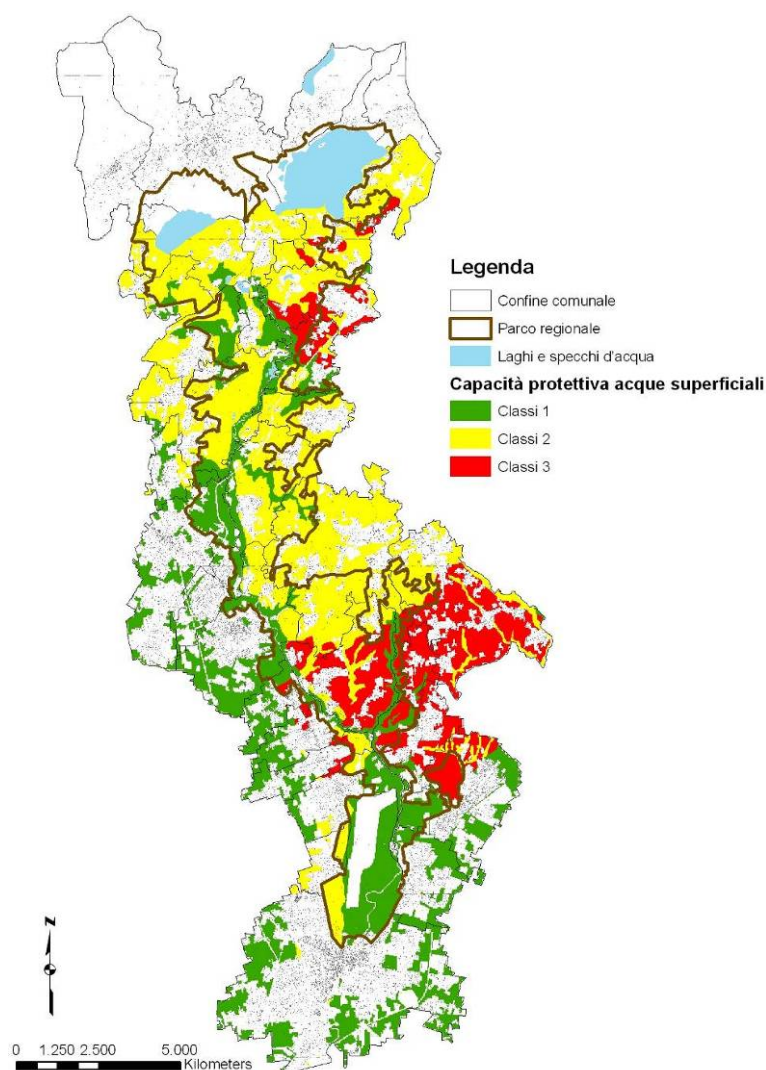 Legenda
Confine comunale
Parco regionale
Laghi e specchi d'acqua
Capacità protettiva acque superficiali
Classi 1
Classi 2
Classi 3
N
0 1.250 2.500 5.000
Kilometers